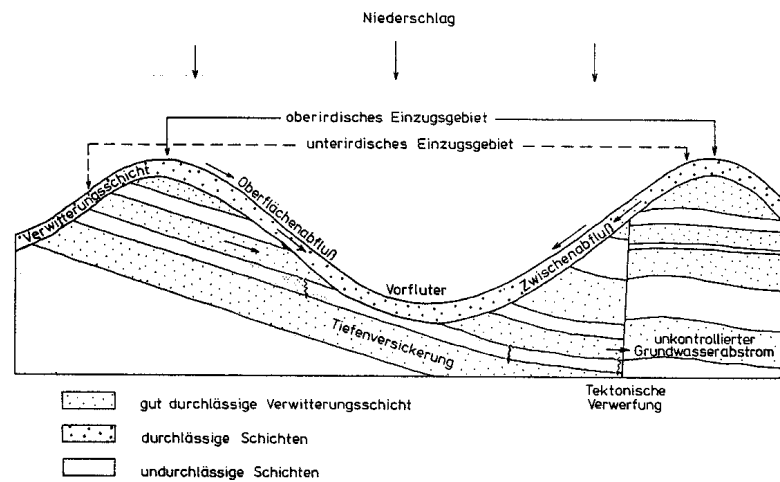 Niederschlag
oberirdisches Einzugsgebiet
unterirdisches Einzugsgebiet
Verwitterungsschicht
Oberflächenabfluß
Zwischenabfluß
Vorfluter
Tiefenversickerung
unkontrollierter
Grundwasserabstrom
Tektonische
Verwerfung
gut durchlässige Verwitterungsschicht
durchlässige Schichten
undurchlässige Schichten